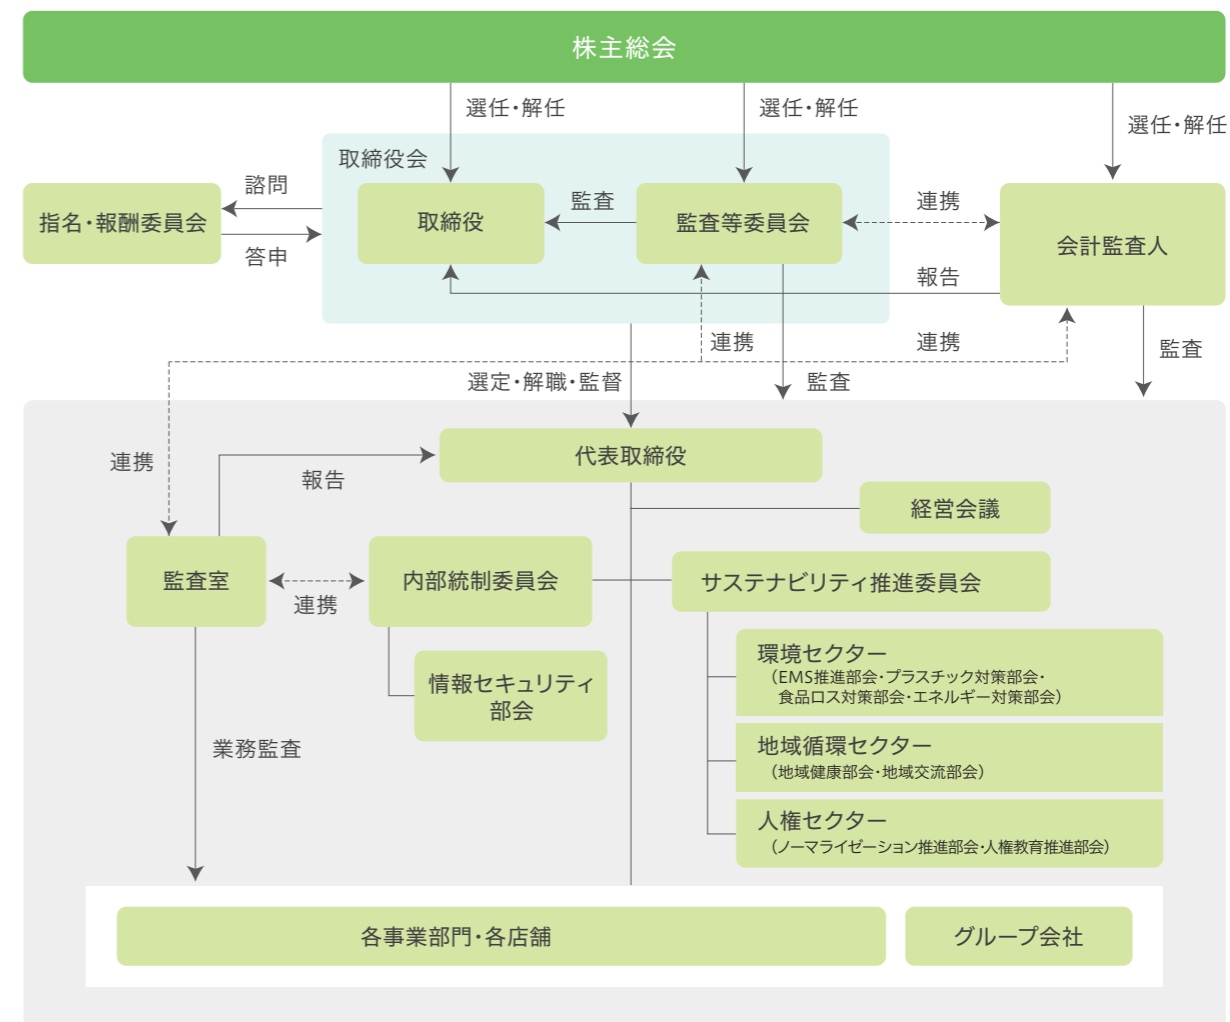 株主総会
選任・解任
選任・解任
選任・解任
取締役会
諮問
指名・報酬委員会
答申
取締役
監査
監査等委員会
連携
会計監査人
報告
連携
連携
監査
選定・解職・監督
監査
連携
報告
代表取締役
経営会議
監査室
連携
内部統制委員会
サステナビリティ推進委員会
情報セキュリティ
部会
環境セクター
（EMS推進部会・プラスチック対策部会・
食品ロス対策部会・エネルギー対策部会）
地域循環セクター
（地域健康部会・地域交流部会）
人権セクター
（ノーマライゼーション推進部会・人権教育推進部会）
業務監査
各事業部門・各店舗
グループ会社